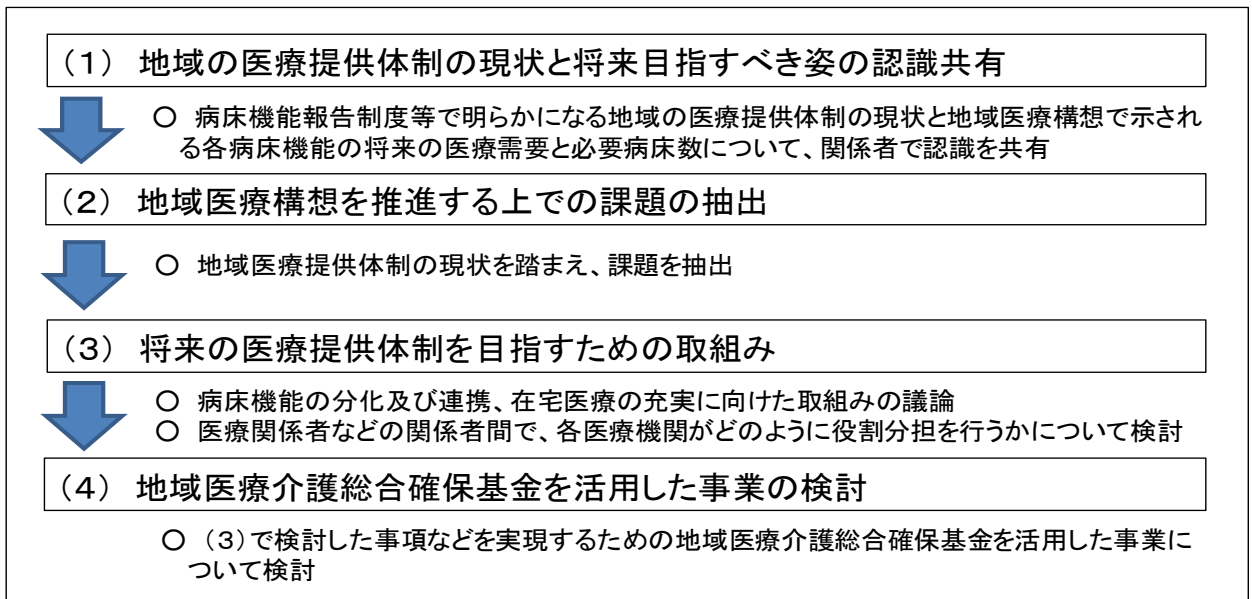 （１） 地域の医療提供体制の現状と将来目指すべき姿の認識共有
○ 病床機能報告制度等で明らかになる地域の医療提供体制の現状と地域医療構想で示され
る各病床機能の将来の医療需要と必要病床数について、関係者で認識を共有
（２） 地域医療構想を推進する上での課題の抽出
○ 地域医療提供体制の現状を踏まえ、課題を抽出
（３） 将来の医療提供体制を目指すための取組み
○ 病床機能の分化及び連携、在宅医療の充実に向けた取組みの議論
○ 医療関係者などの関係者間で、各医療機関がどのように役割分担を行うかについて検討
（４） 地域医療介護総合確保基金を活用した事業の検討
○ （３）で検討した事項などを実現するための地域医療介護総合確保基金を活用した事業に
ついて検討